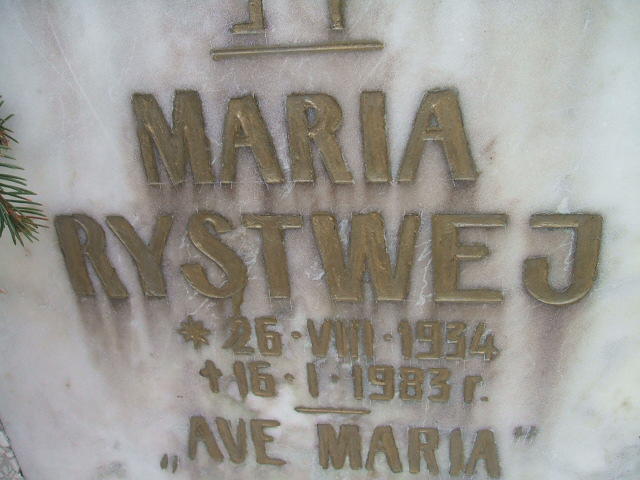 MARIA
RYSTWEJ
* 26·VIII·1934
† 16·I·1983 r.
„AVE MARIA"